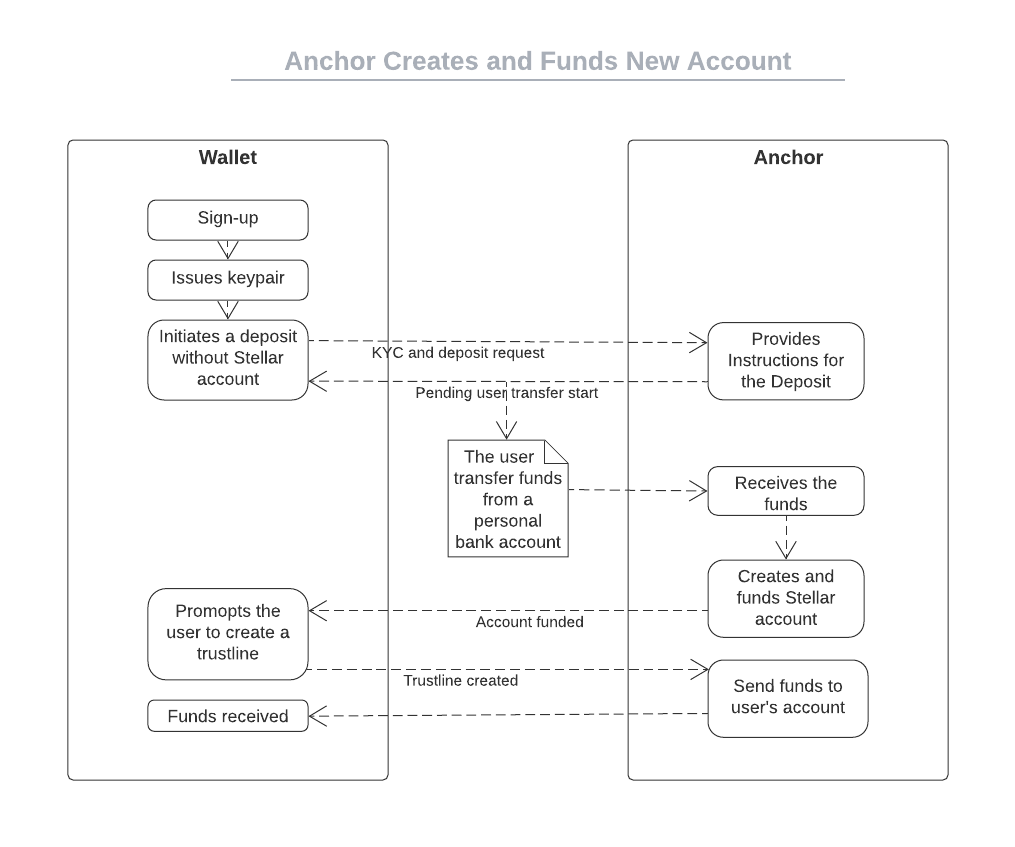 Anchor Creates and Funds New Account
Wallet
Anchor
Sign-up
Issues keypair
Initiates a deposit
without Stellar
account
KYC and deposit request
Provides
Instructions for
the Deposit
Pending user transfer start
The user
transfer funds
from a
personal
bank account
Receives the
funds
Creates and
funds Stellar
account
Account funded
Promopts the
user to create a
trustline
Trustline created
Send funds to
user's account
Funds received